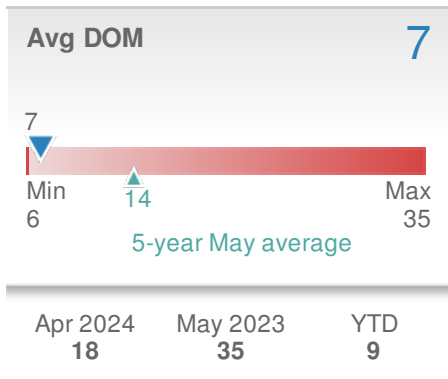 Avg DOM 7
7
Min Max
6 35
14
5-year May average
Apr 2024 May 2023 YTD
18 35 9